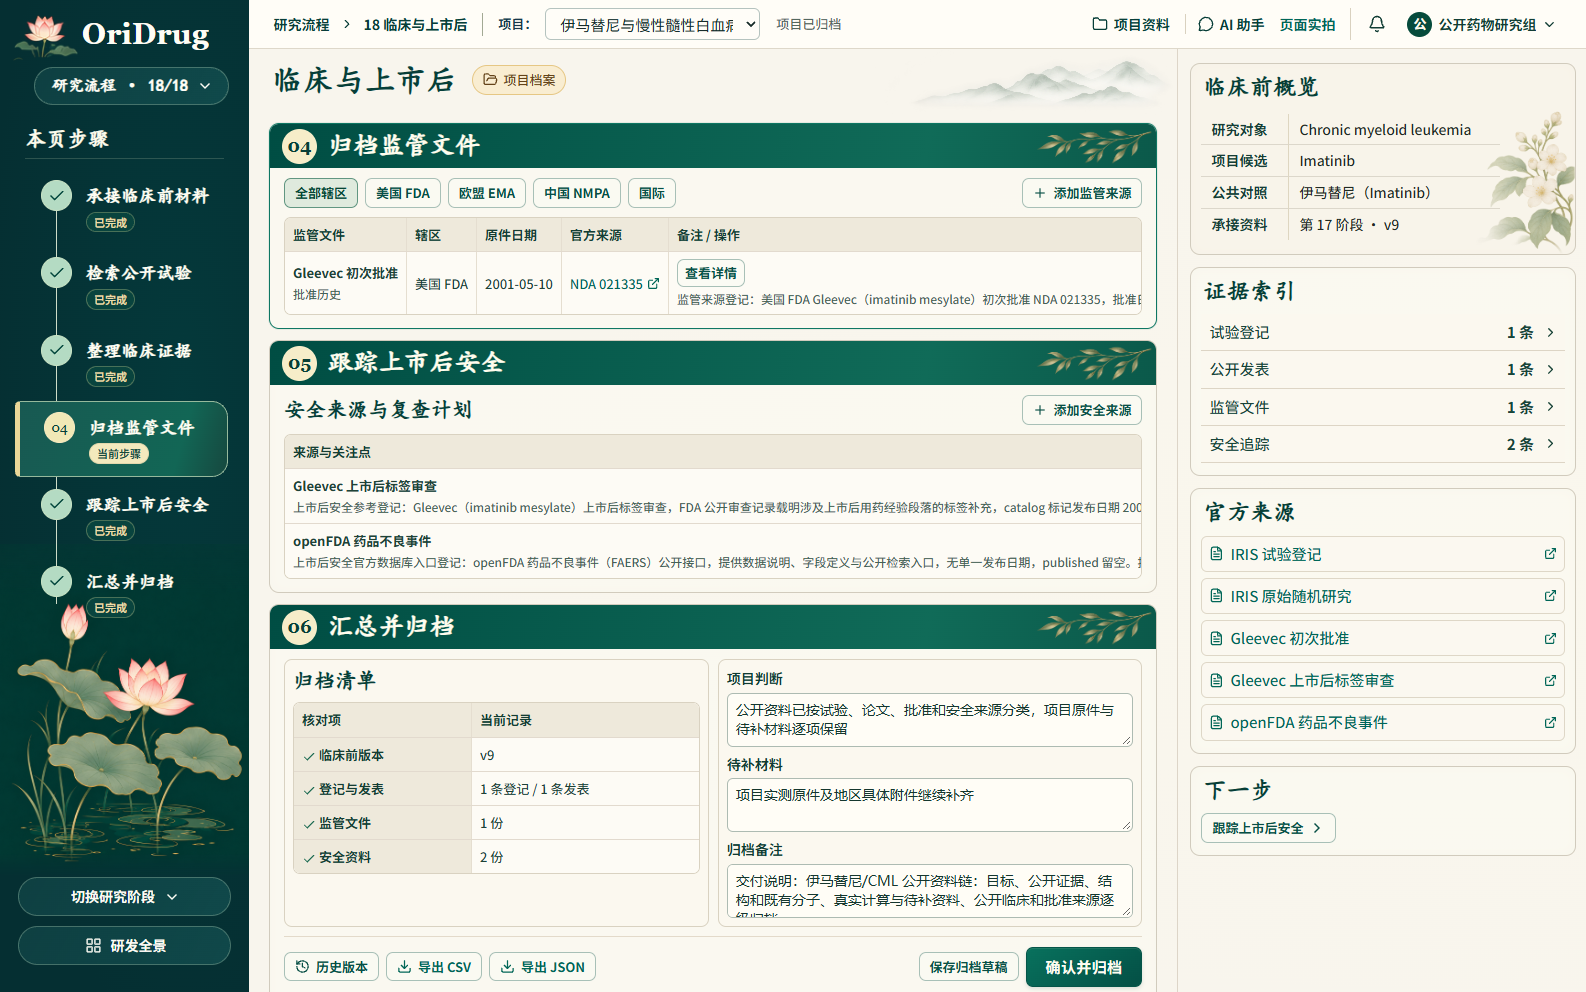 OriDrug
研究流程 • 18/18
本页步骤
承接临床前材料
已完成
检索公开试验
已完成
整理临床证据
已完成
04 归档监管文件
当前步骤
跟踪上市后安全
已完成
汇总并归档
已完成
切换研究阶段
研发全景
研究流程 > 18 临床与上市后
项目：
伊马替尼与慢性髓性白血
项目已归档
项目资料
AI 助手
页面实拍
公 公开药物研究组
临床与上市后
项目档案
04 归档监管文件
全部辖区 美国 FDA 欧盟 EMA 中国 NMPA 国际
添加监管来源
监管文件 辖区 原件日期 官方来源 备注 / 操作
Gleevec 初次批准
批准历史
美国 FDA 2001-05-10 NDA 021335
查看详情
监管来源登记：美国 FDA Gleevec（imatinib mesylate）初次批准 NDA 021335，批准
05 跟踪上市后安全
安全来源与复查计划
添加安全来源
来源与关注点
Gleevec 上市后标签审查
上市后安全参考登记：Gleevec（imatinib mesylate）上市后标签审查，FDA 公开审查记录载明涉及上市后用药经验段落的标签补充，catalog 标记发布日期 200
openFDA 药品不良事件
上市后安全官方数据库入口登记：openFDA 药品不良事件（FAERS）公开接口，提供数据说明、字段定义与公开检索入口，无单一发布日期，published 留空。
06 汇总并归档
归档清单
核对项 当前记录
临床前版本 v9
登记与发表 1 条登记 / 1 条发表
监管文件 1 份
安全资料 2 份
项目判断
公开资料已按试验、论文、批准和安全来源分类，项目原件与
待补材料逐项保留
待补材料
项目实测原件及地区具体附件继续补齐
归档备注
交付说明：伊马替尼/CML 公开资料链：目标、公开证据、结
构和既有分子、真实计算与待补资料、公开临床和批准来源逐
历史版本 导出 CSV 导出 JSON
保存归档草稿 确认并归档
临床前概览
研究对象 Chronic myeloid leukemia
项目候选 Imatinib
公共对照 伊马替尼（Imatinib）
承接资料 第 17 阶段 · v9
证据索引
试验登记 1 条
公开发表 1 条
监管文件 1 条
安全追踪 2 条
官方来源
IRIS 试验登记
IRIS 原始随机研究
Gleevec 初次批准
Gleevec 上市后标签审查
openFDA 药品不良事件
下一步
跟踪上市后安全